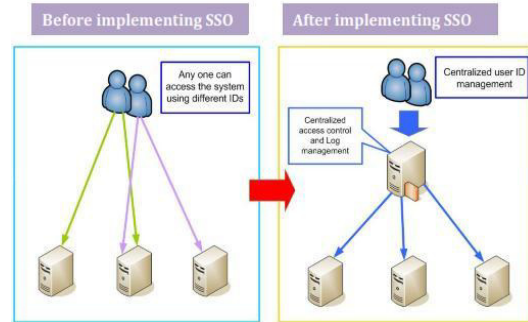 Before implementing SSO
After implementing SSO
Any one can
access the system
using different IDs
Centralized user ID
management
Centralized
access control
and Log
management